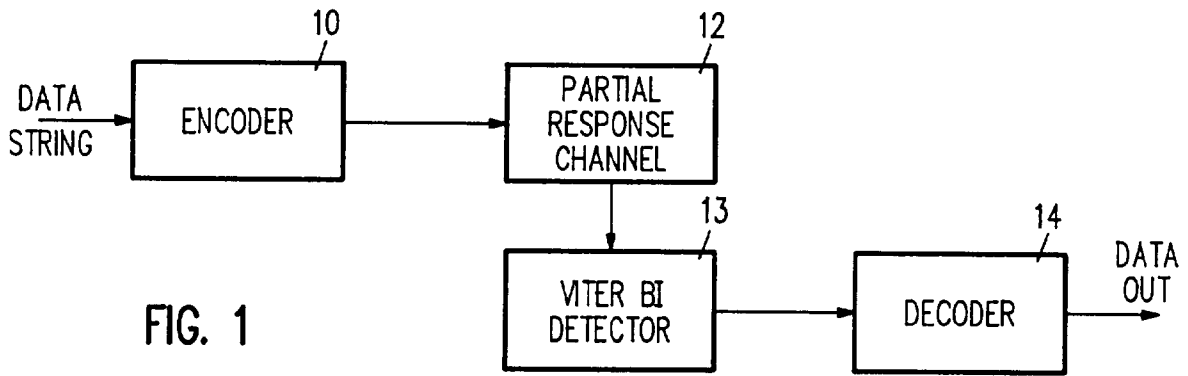 10
12
DATA
STRING
ENCODER
PARTIAL
RESPONSE
CHANNEL
13
14
VITER BI
DETECTOR
DECODER
DATA
OUT
FIG. 1